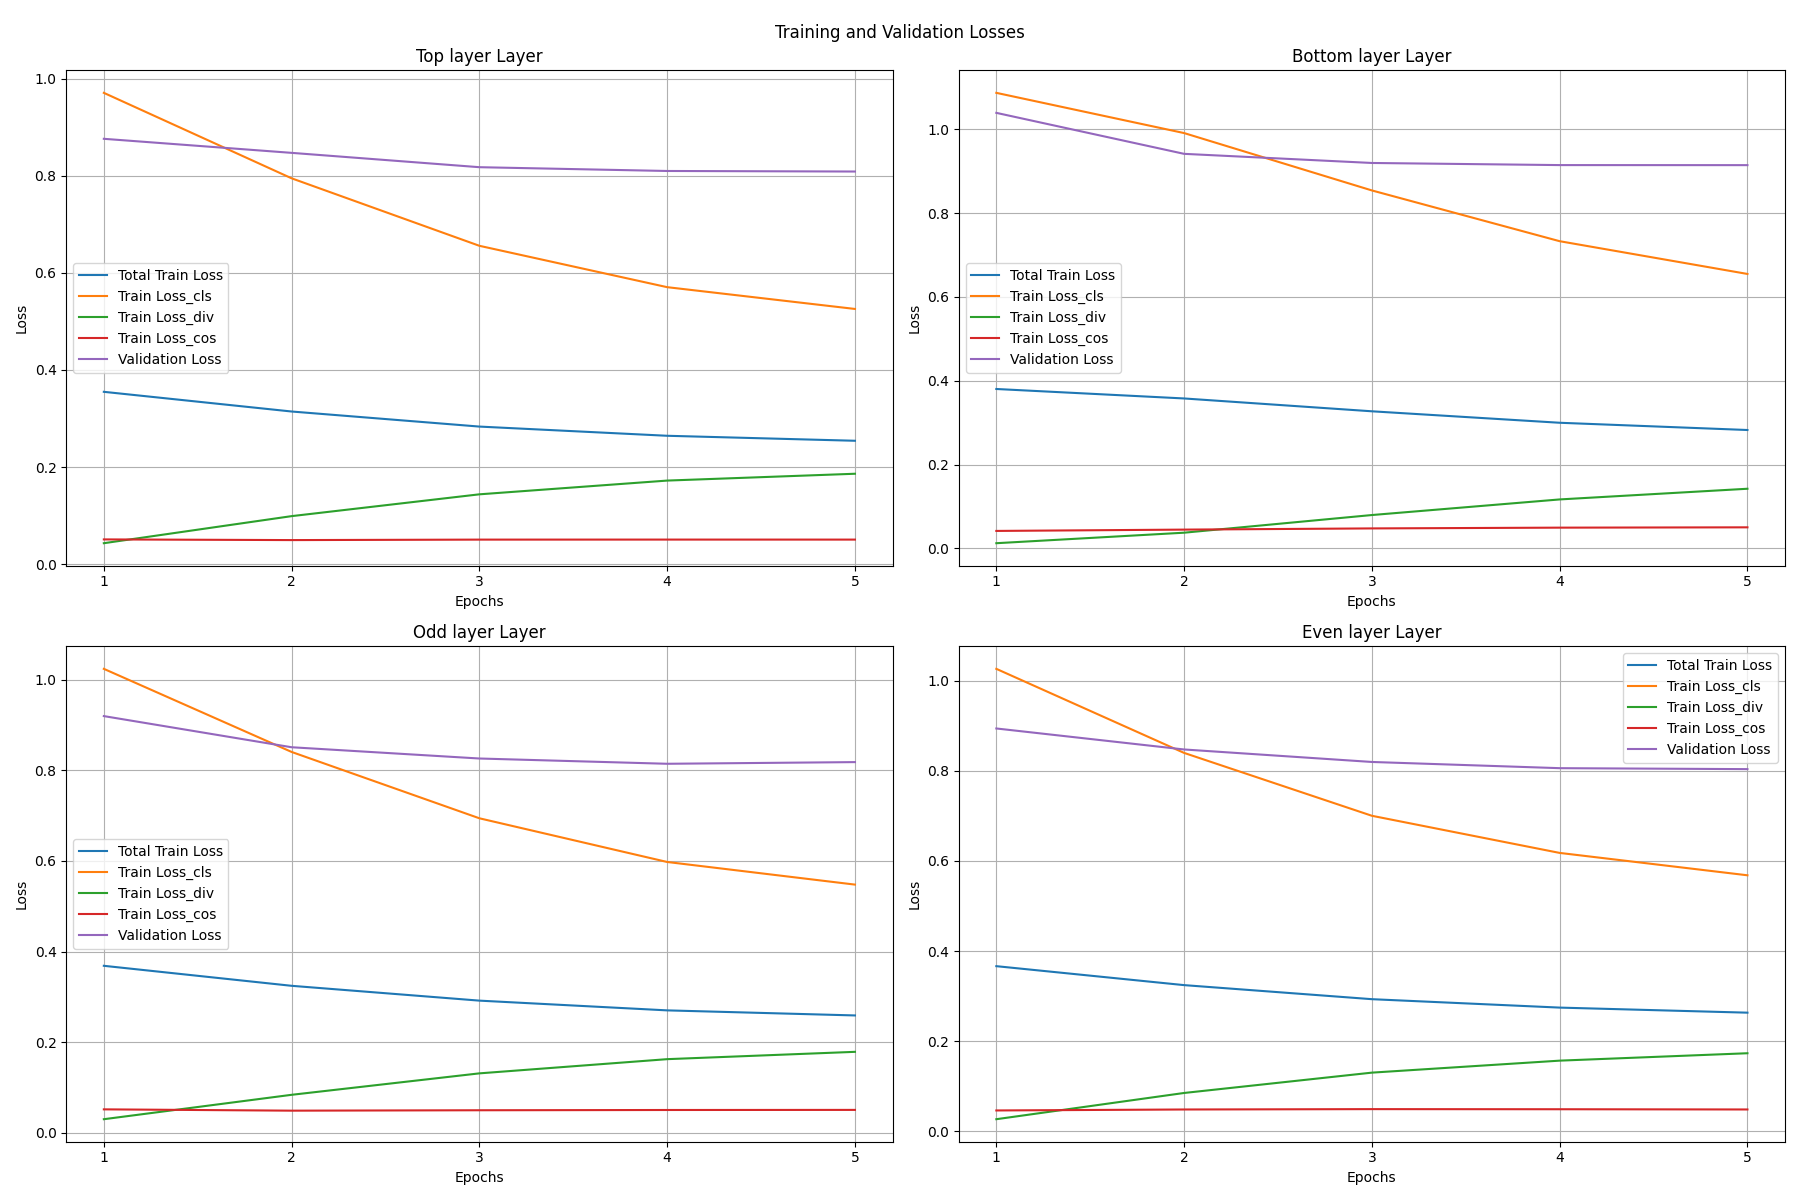 Training and Validation Losses
Top layer Layer
1.0
0.8
0.6
0.4
0.2
0.0
Loss
Total Train Loss
Train Loss_cls
Train Loss_div
Train Loss_cos
Validation Loss
1 2 3 4 5
Epochs
Bottom layer Layer
1.0
0.8
0.6
0.4
0.2
0.0
Loss
Total Train Loss
Train Loss_cls
Train Loss_div
Train Loss_cos
Validation Loss
1 2 3 4 5
Epochs
Odd layer Layer
1.0
0.8
0.6
0.4
0.2
0.0
Loss
Total Train Loss
Train Loss_cls
Train Loss_div
Train Loss_cos
Validation Loss
1 2 3 4 5
Epochs
Even layer Layer
1.0
0.8
0.6
0.4
0.2
0.0
Loss
Total Train Loss
Train Loss_cls
Train Loss_div
Train Loss_cos
Validation Loss
1 2 3 4 5
Epochs